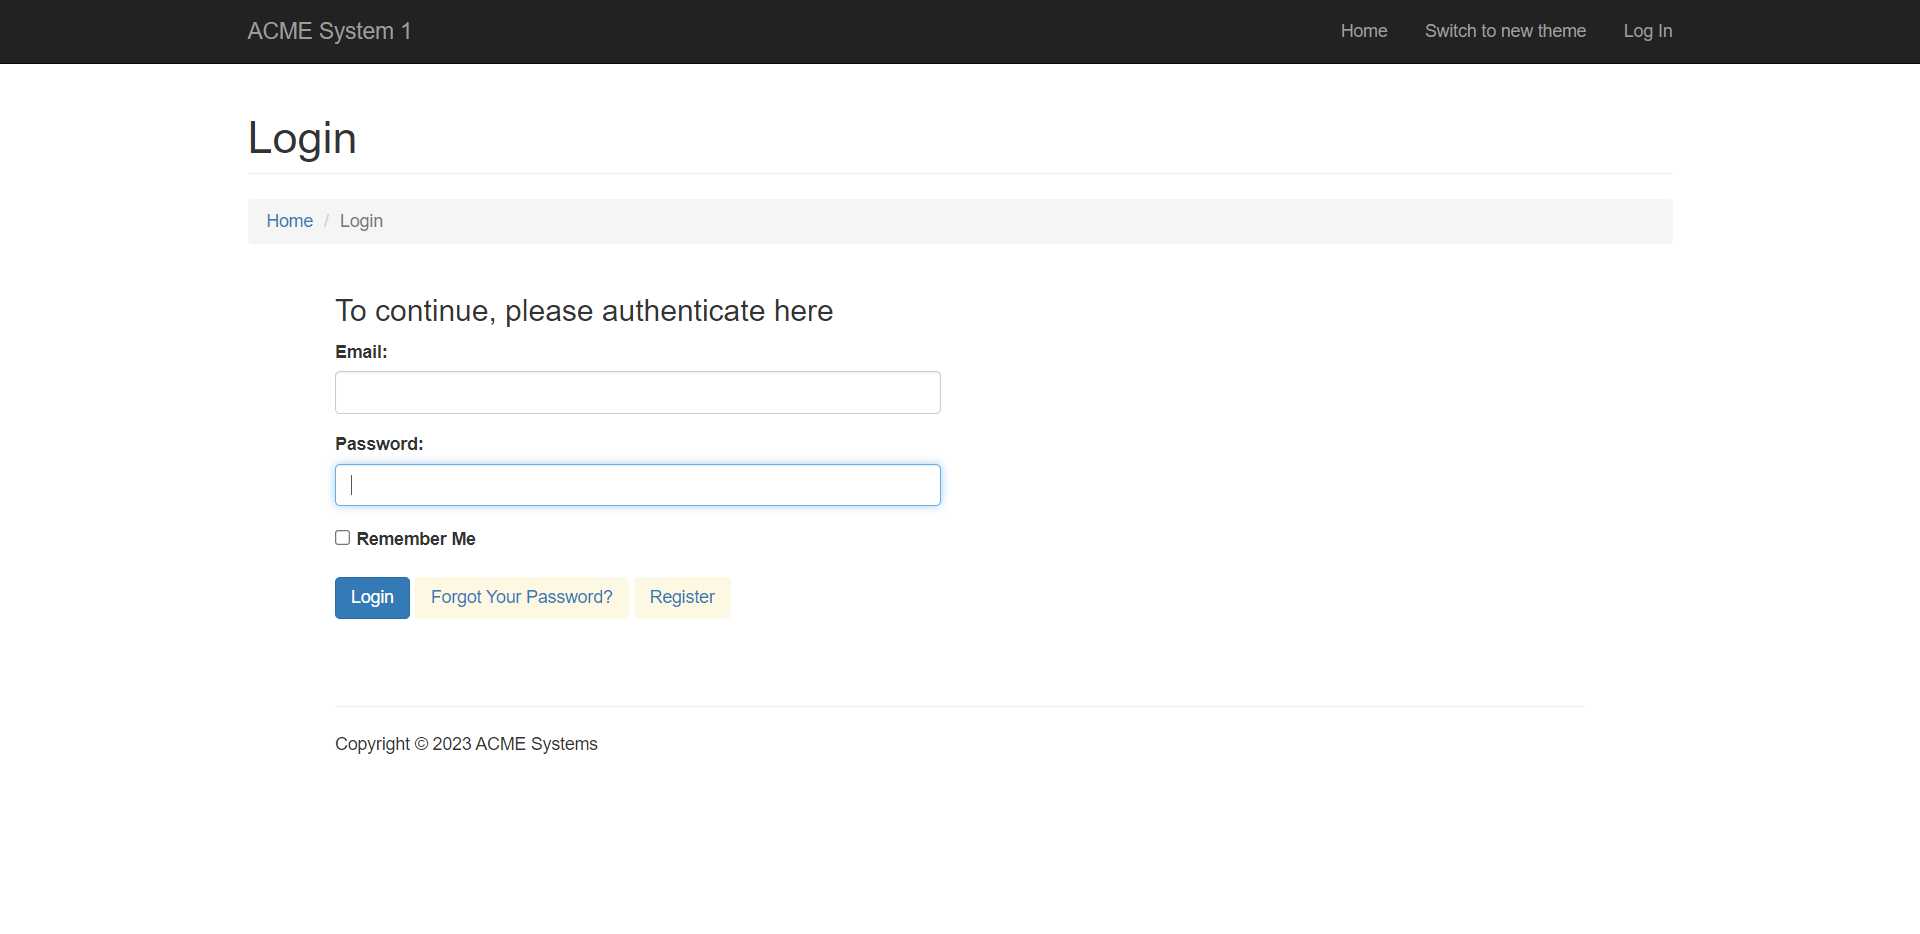 ACME System 1 Home Switch to new theme Log In
Login
Home / Login
To continue, please authenticate here
Email:
Password:
Remember Me
Login Forgot Your Password? Register
Copyright © 2023 ACME Systems